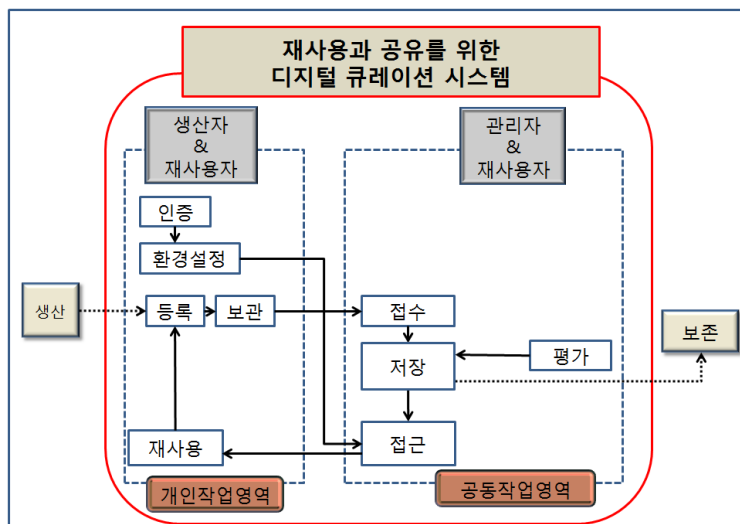 재사용과 공유를 위한
디지털 큐레이션 시스템
생산자
&
재사용자
관리자
&
재사용자
인증
환경설정
생산
등록
보관
접수
저장
평가
보존
재사용
접근
개인작업영역
공동작업영역